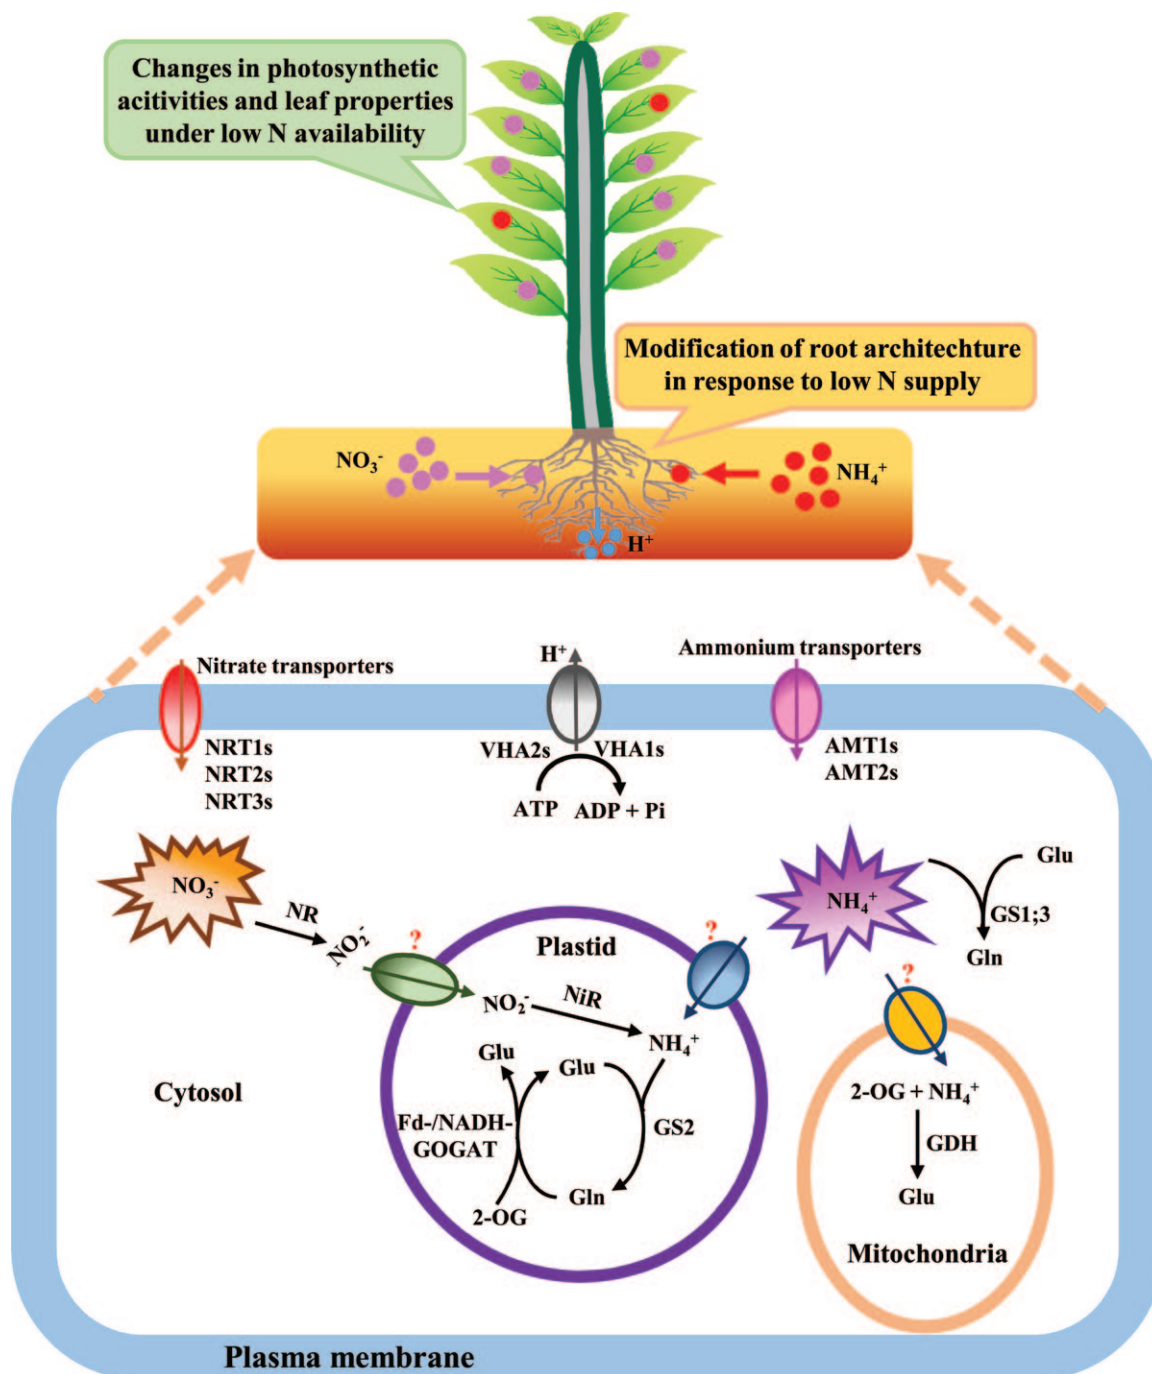 Changes in photosynthetic
acitivities and leaf properties
under low N availability
Modification of root architechture
in response to low N supply
NO₃⁻
NH₄⁺
H⁺
Nitrate transporters
H⁺
Ammonium transporters
NRT1s
NRT2s
NRT3s
VHA2s
VHA1s
ATP
ADP + Pi
AMT1s
AMT2s
NO₃⁻
NR
NO₂⁻
NH₄⁺
Glu
GS1;3
Gln
?
Plastid
?
?
NO₂⁻
NiR
NH₄⁺
Glu
Glu
Fd-/NADH-
GOGAT
GS2
Gln
2-OG
Cytosol
2-OG + NH₄⁺
GDH
Glu
Mitochondria
Plasma membrane